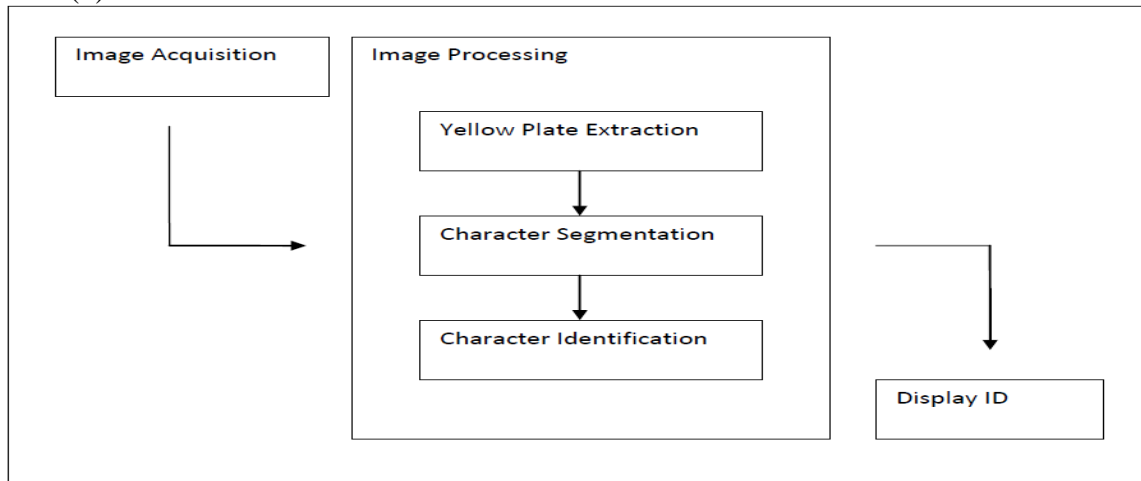 Image Acquisition
Image Processing
Yellow Plate Extraction
Character Segmentation
Character Identification
Display ID